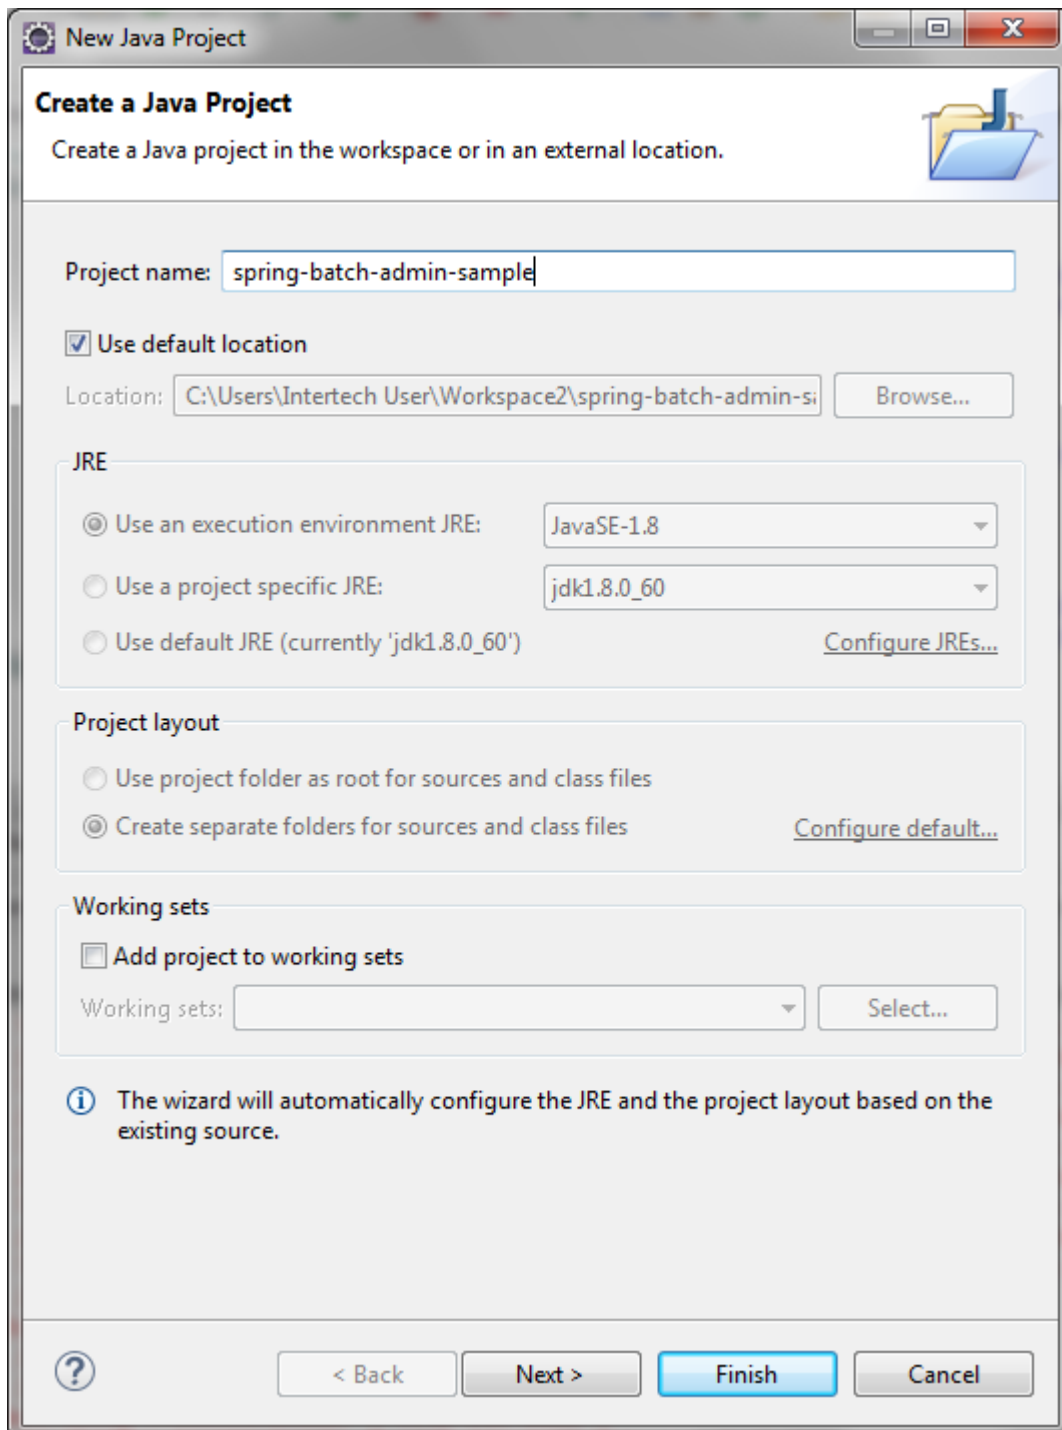 New Java Project
Create a Java Project
Create a Java project in the workspace or in an external location.
Project name: spring-batch-admin-sample
Use default location
Location: C:\Users\Intertech User\Workspace2\spring-batch-admin-sa Browse...
JRE
Use an execution environment JRE: JavaSE-1.8
Use a project specific JRE: jdk1.8.0_60
Use default JRE (currently 'jdk1.8.0_60') Configure JREs...
Project layout
Use project folder as root for sources and class files
Create separate folders for sources and class files Configure default...
Working sets
Add project to working sets
Working sets: Select...
The wizard will automatically configure the JRE and the project layout based on the
existing source.
< Back Next > Finish Cancel